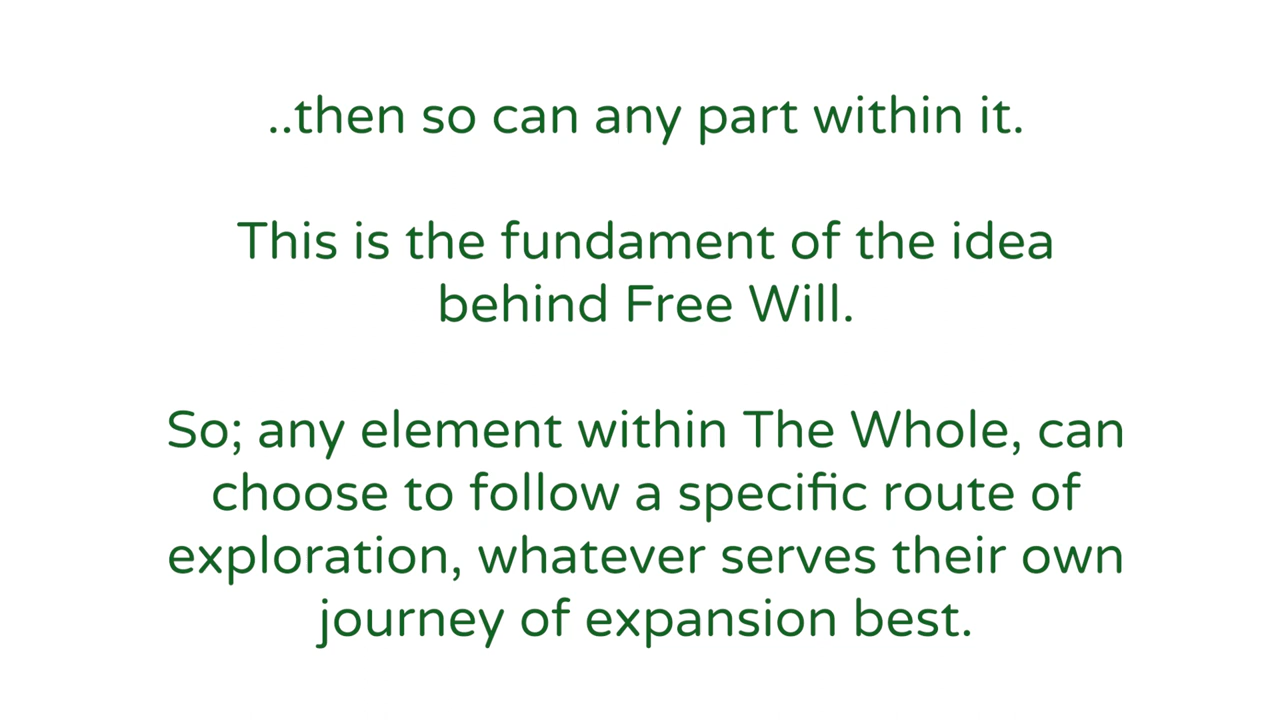 ..then so can any part within it.
This is the fundament of the idea
behind Free Will.
So; any element within The Whole, can
choose to follow a specific route of
exploration, whatever serves their own
journey of expansion best.